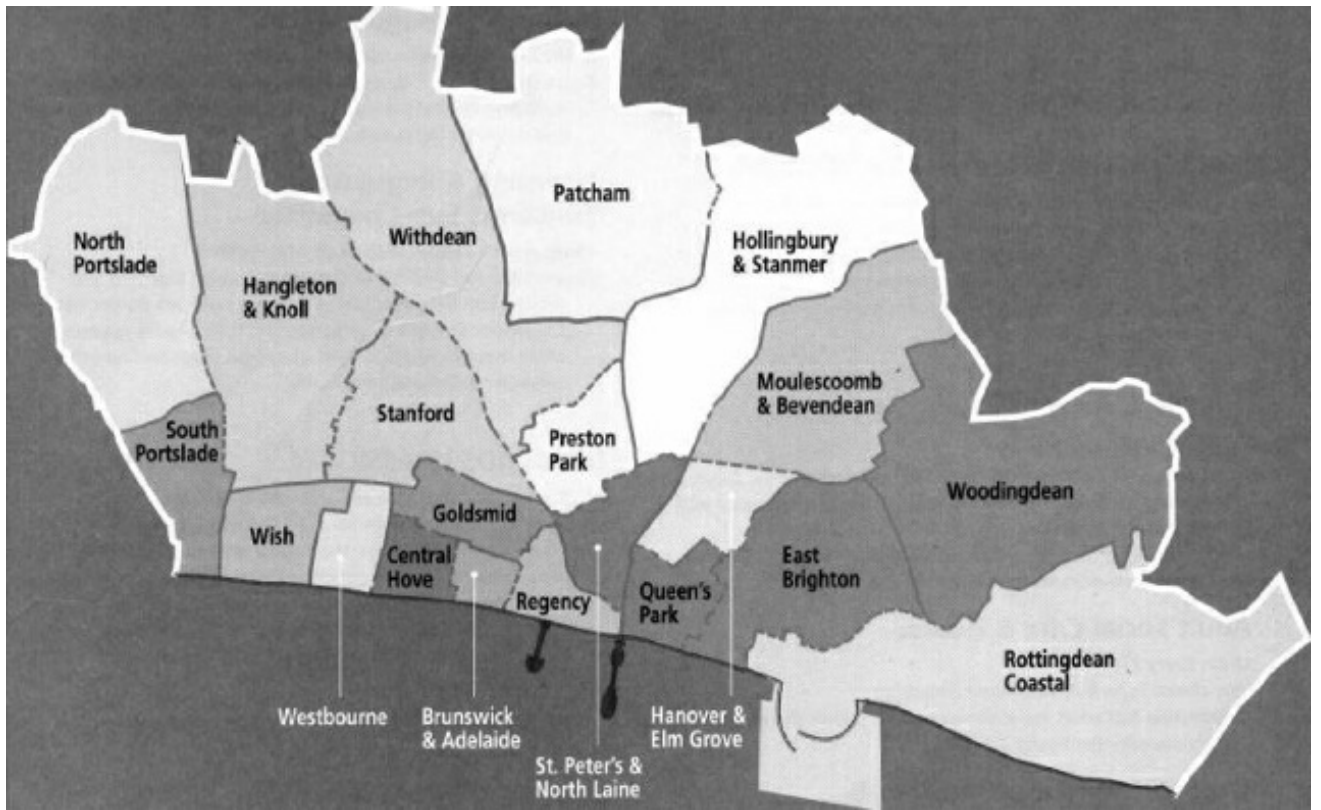 Patcham
Withdean
North
Portslade
Hollingbury
& Stanmer
Hangleton
& Knoll
Moulescoomb
& Bevendean
Stanford
South
Portslade
Preston
Park
Woodingdean
Goldsmid
Wish
Central
Hove
East
Brighton
Queen's
Park
Regency
Rottingdean
Coastal
Westbourne
Brunswick
& Adelaide
Hanover &
Elm Grove
St. Peter's &
North Laine